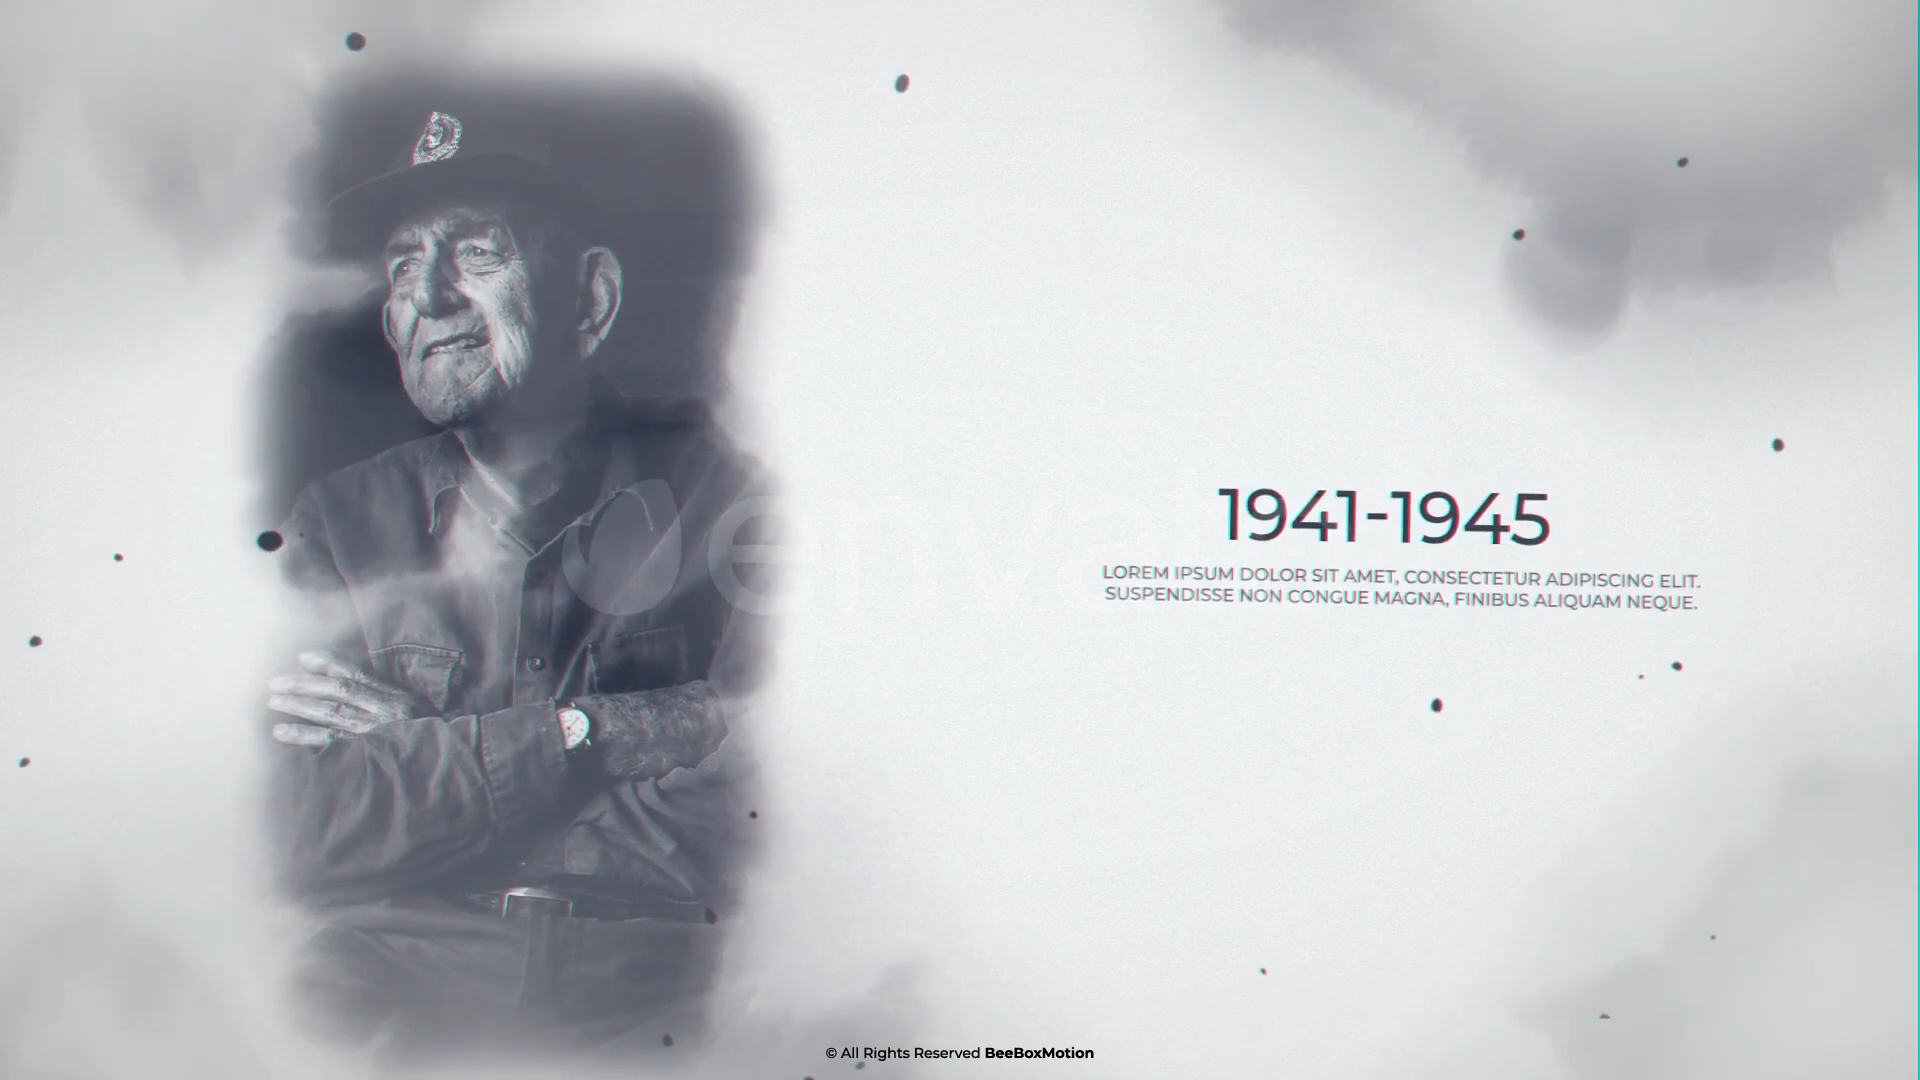 1941-1945
LOREM IPSUM DOLOR SIT AMET, CONSECTETUR ADIPISCING ELIT.
SUSPENDISSE NON CONGUE MAGNA, FINIBUS ALIQUAM NEQUE.
envato
© All Rights Reserved BeeBoxMotion